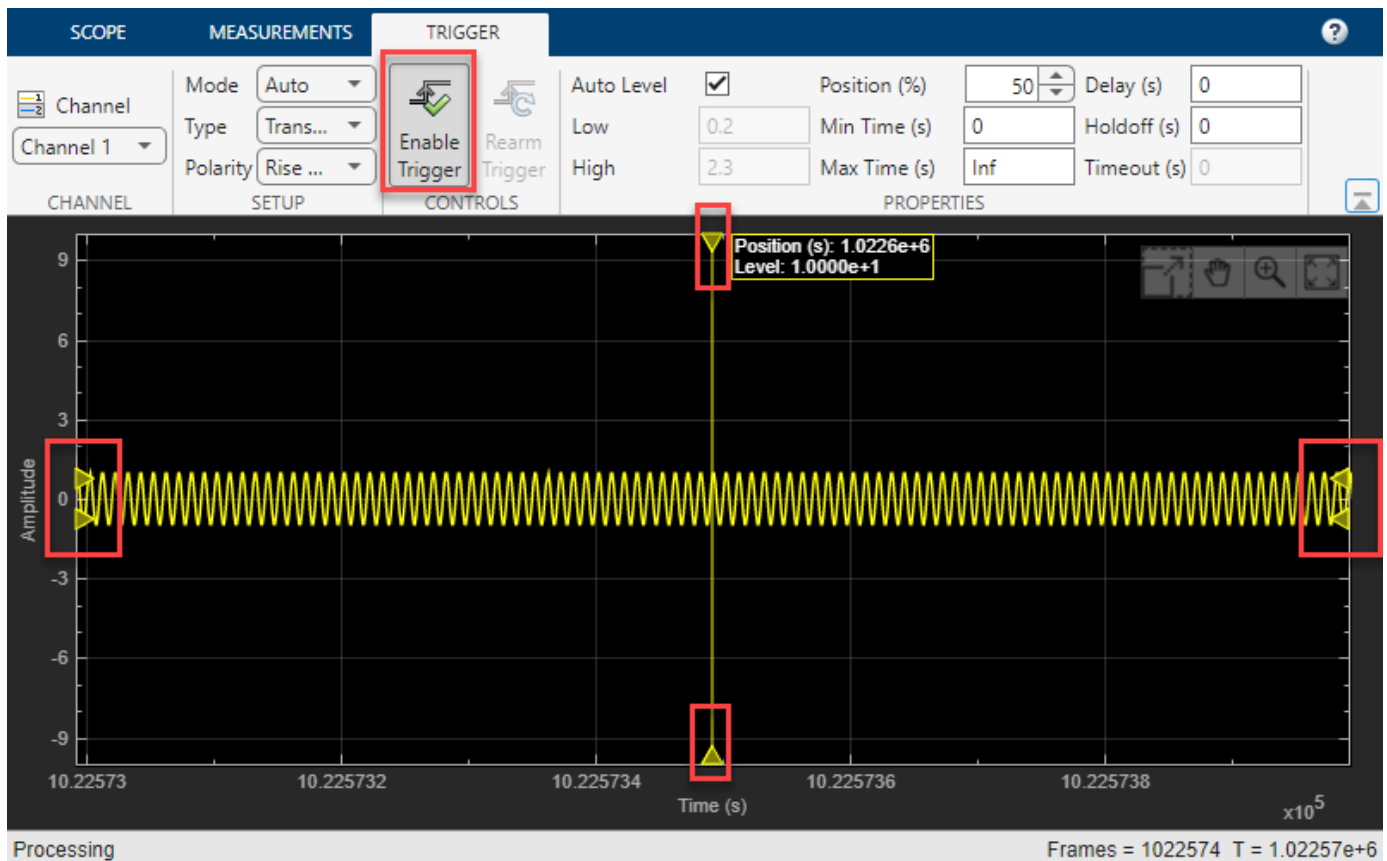 SCOPE MEASUREMENTS TRIGGER ?
Channel
Channel 1
CHANNEL
Mode Auto
Type Trans...
Polarity Rise ...
SETUP
Enable
Trigger
Rearm
Trigger
CONTROLS
Auto Level
Low 0.2
High 2.3
Position (%) 50
Min Time (s) 0
Max Time (s) Inf
Delay (s) 0
Holdoff (s) 0
Timeout (s) 0
PROPERTIES
Position (s): 1.0226e+6
Level: 1.0000e+1
Amplitude
9
6
3
0
-3
-6
-9
10.22573 10.225732 10.225734 10.225736 10.225738
Time (s)
x10^5
Processing Frames = 1022574 T = 1.02257e+6